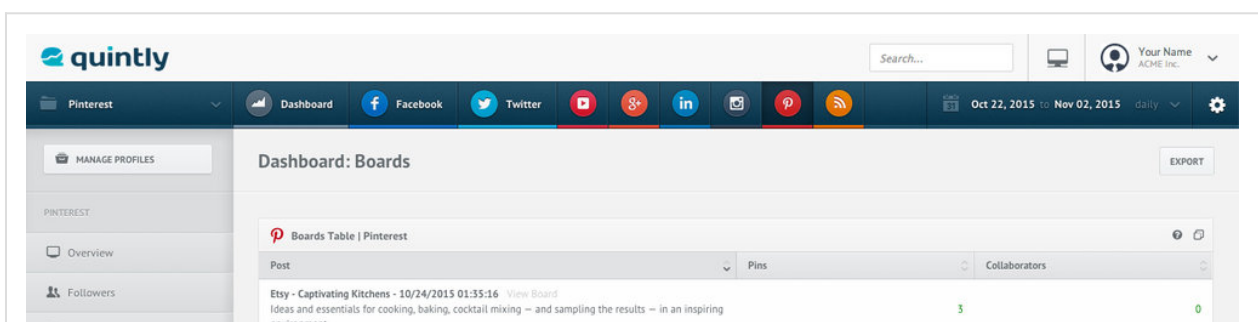 quintly
Search...
Your Name
ACME Inc.
Pinterest
Dashboard
Facebook
Twitter
Oct 22, 2015 to Nov 02, 2015 daily
MANAGE PROFILES
Dashboard: Boards
EXPORT
PINTEREST
Boards Table | Pinterest
Overview
Post
Pins
Collaborators
Followers
Etsy - Captivating Kitchens - 10/24/2015 01:35:16 View Board
Ideas and essentials for cooking, baking, cocktail mixing — and sampling the results — in an inspiring
3
0